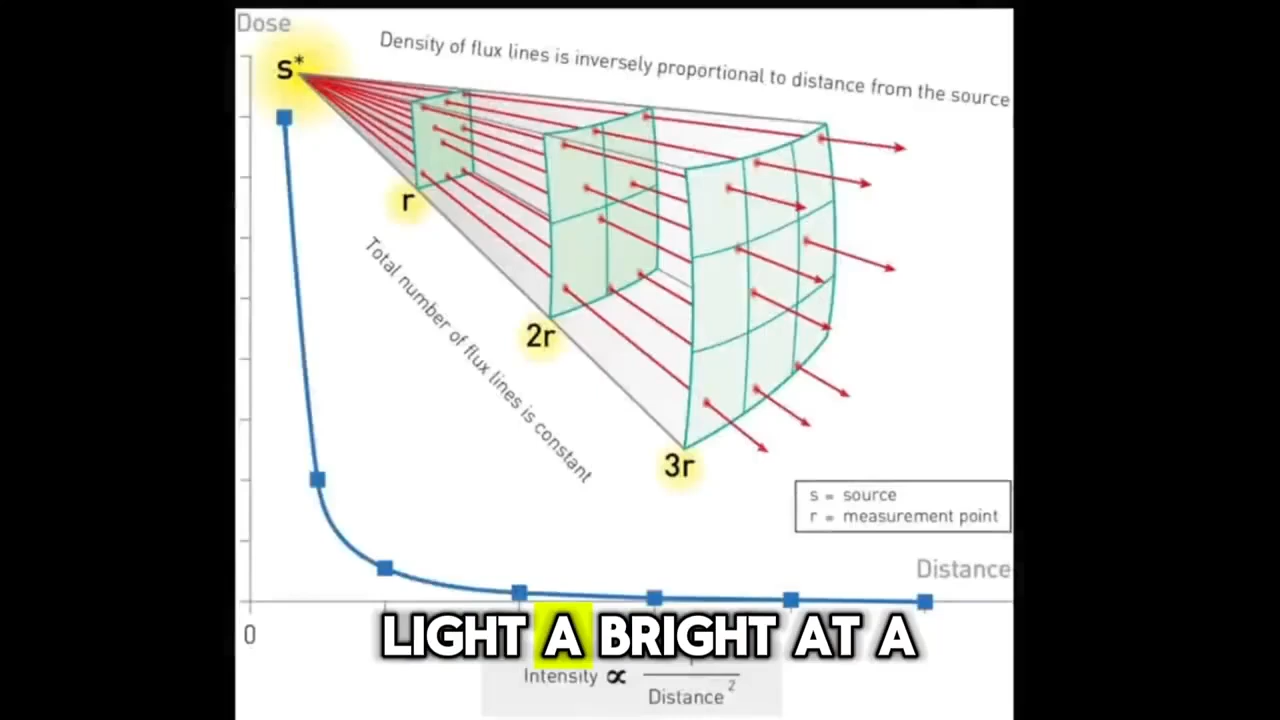 Dose
s*
Density of flux lines is inversely proportional to distance from the source
r
Total number of flux lines is constant
2r
3r
s = source
r = measurement point
Distance
0
LIGHT A BRIGHT AT A
Intensity ∝
Distance²